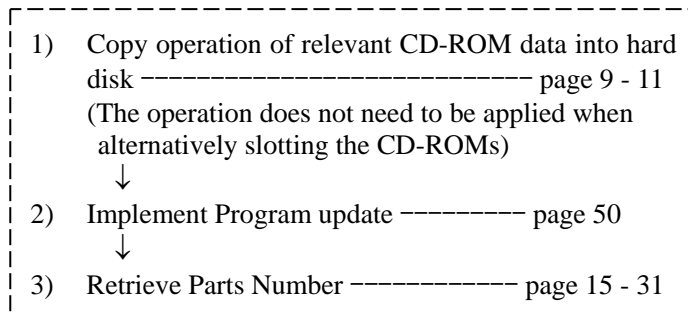 1) Copy operation of relevant CD-ROM data into hard
disk ---------------------------- page 9 - 11
(The operation does not need to be applied when
alternatively slotting the CD-ROMs)
↓
2) Implement Program update --------- page 50
↓
3) Retrieve Parts Number ------------ page 15 - 31